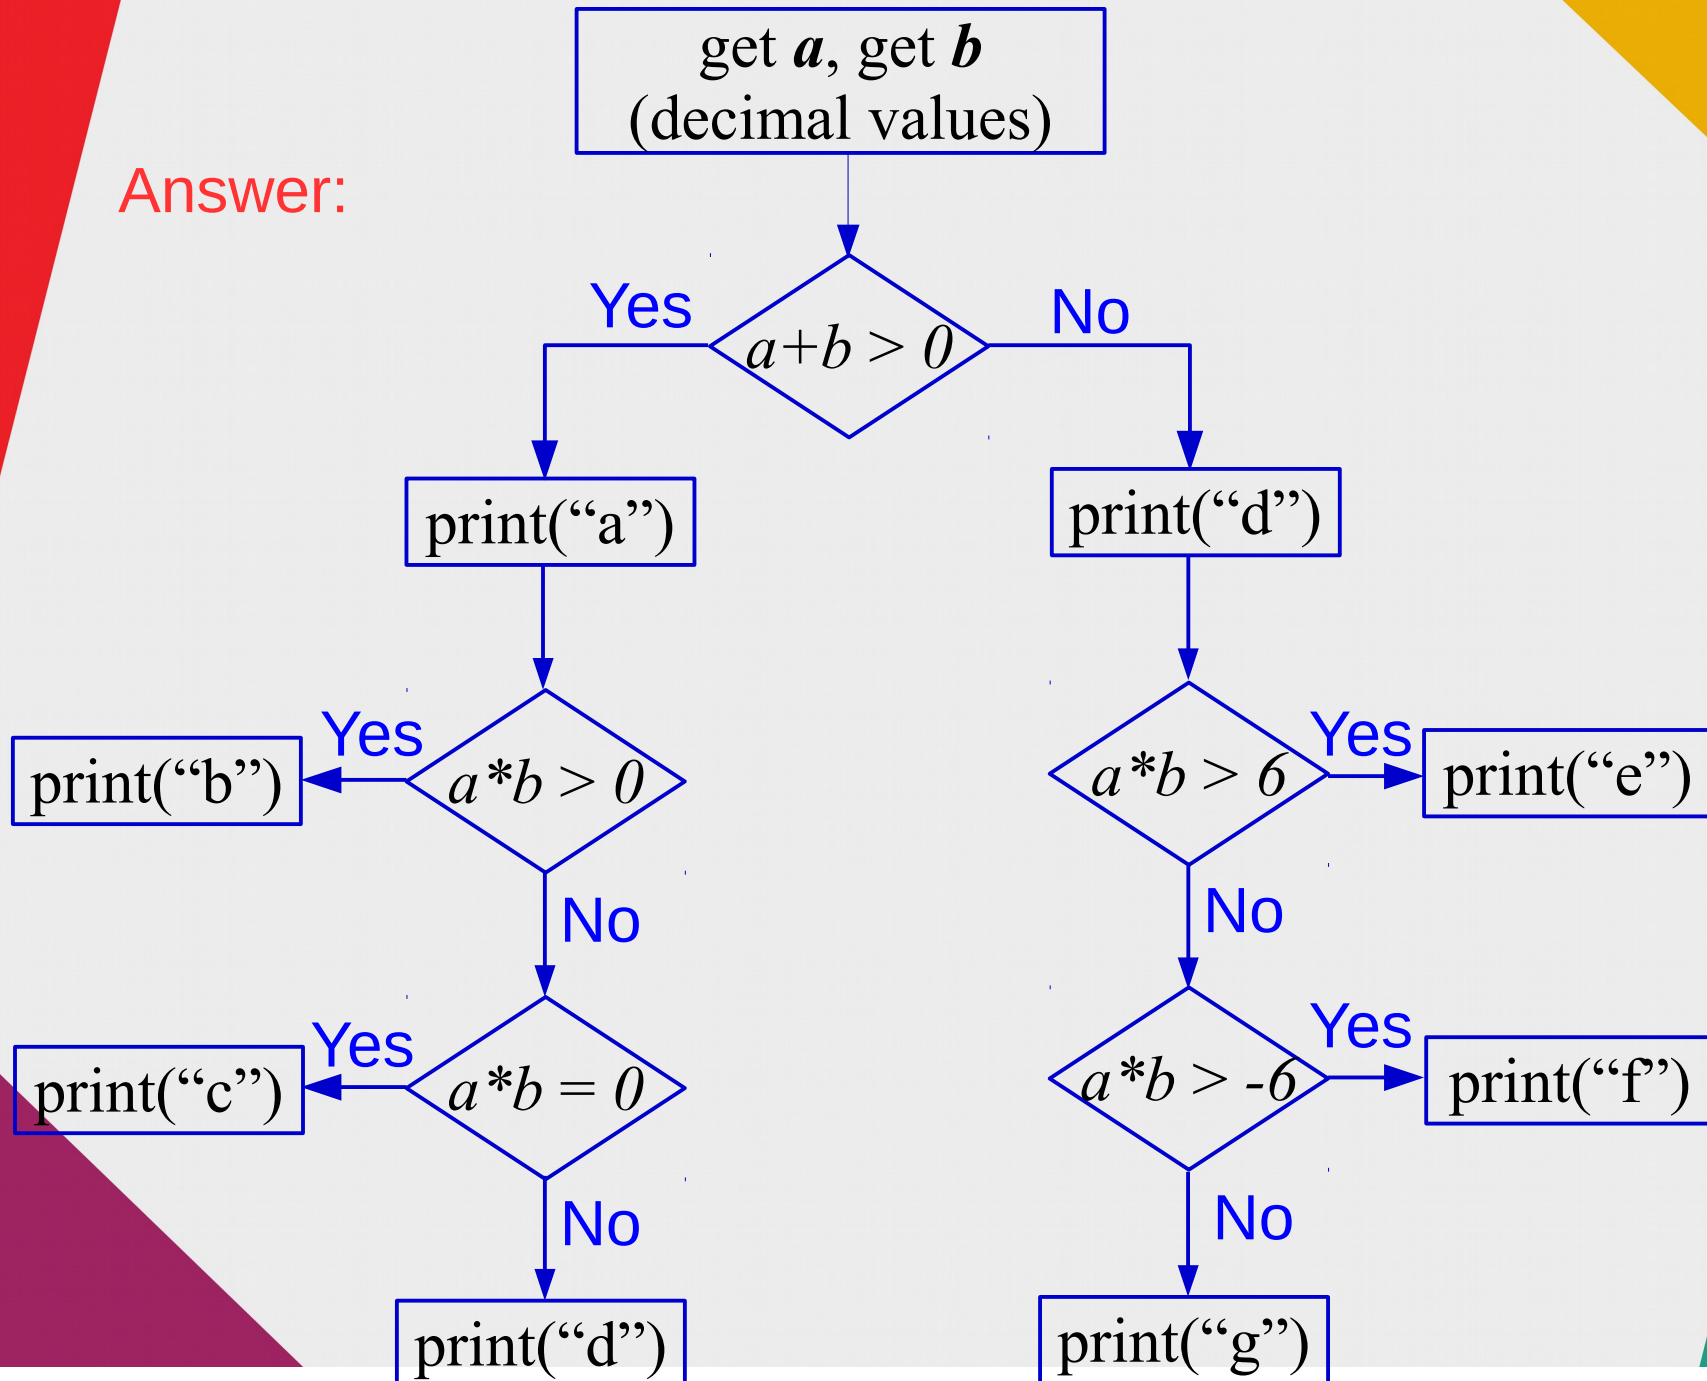 get a, get b
(decimal values)
Answer:
Yes
No
a+b > 0
print(“a”)
print(“d”)
Yes
Yes
print(“b”)
a*b > 0
a*b > 6
print(“e”)
No
No
Yes
Yes
print(“c”)
a*b = 0
a*b > -6
print(“f”)
No
No
print(“d”)
print(“g”)